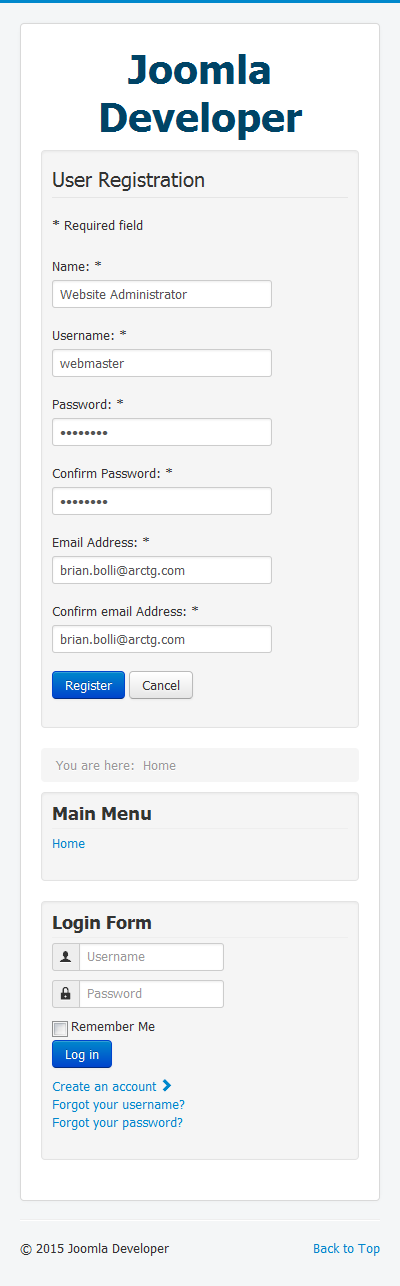 Joomla
Developer
User Registration
* Required field
Name: *
Website Administrator
Username: *
webmaster
Password: *
••••••••
Confirm Password: *
••••••••
Email Address: *
brian.bolli@arctg.com
Confirm email Address: *
brian.bolli@arctg.com
Register Cancel
You are here: Home
Main Menu
Home
Login Form
Username
Password
Remember Me
Log in
Create an account
Forgot your username?
Forgot your password?
© 2015 Joomla Developer Back to Top